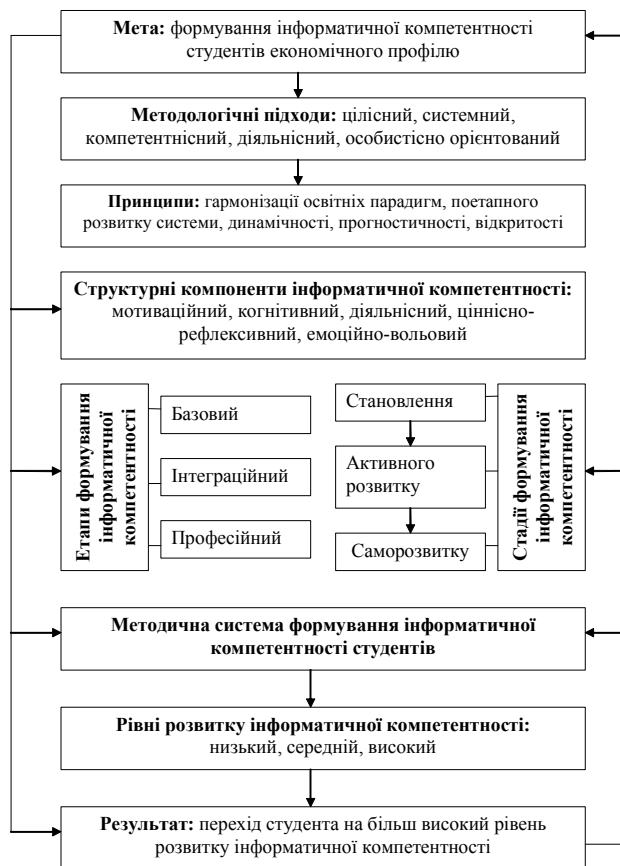 Мета: формування інформатичної компетентності
студентів економічного профілю
Методологічні підходи: цілісний, системний,
компетентнісний, діяльнісний, особистісно орієнтований
Принципи: гармонізації освітніх парадигм, поетапного
розвитку системи, динамічності, прогностичності, відкритості
Структурні компоненти інформатичної компетентності:
мотиваційний, когнітивний, діяльнісний, ціннісно-
рефлексивний, емоційно-вольовий
Етапи формування
інформатичної
компетентності
Базовий
Інтеграційний
Професійний
Становлення
Активного
розвитку
Саморозвитку
Стадії формування
інформатичної
компетентності
Методична система формування інформатичної
компетентності студентів
Рівні розвитку інформатичної компетентності:
низький, середній, високий
Результат: перехід студента на більш високий рівень
розвитку інформатичної компетентності